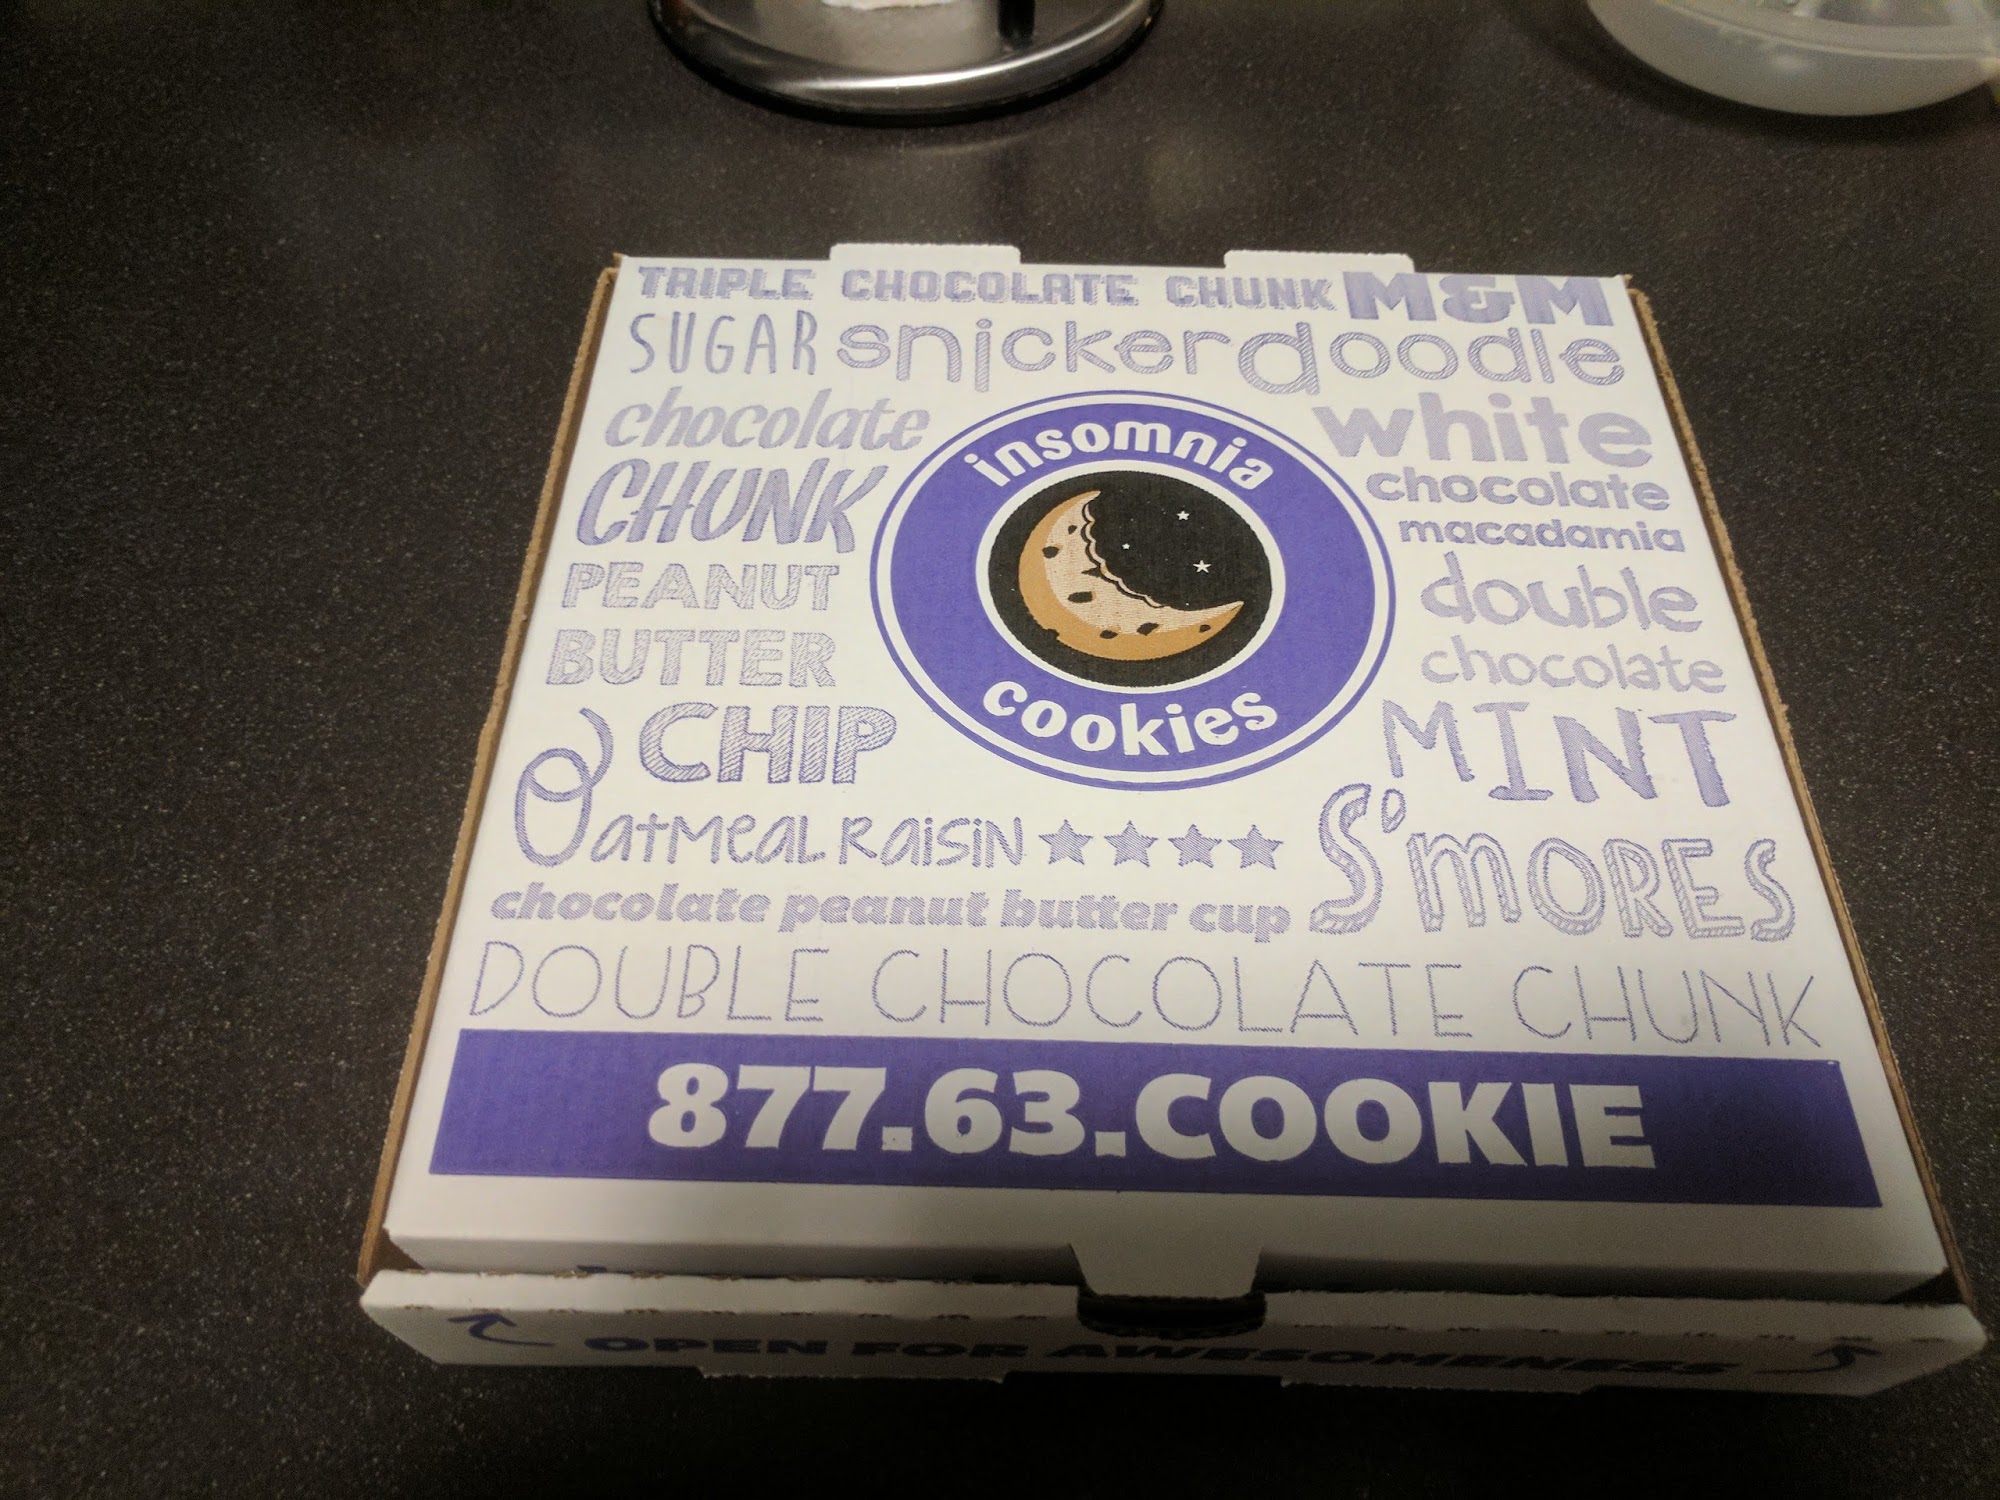 TRIPLE CHOCOLATE CHUNK M&M
SUGAR snickerdoodle
chocolate
CHUNK
PEANUT
BUTTER
CHIP
insomnia
cookies
white
chocolate
macadamia
double
chocolate
MINT
Oatmeal Raisin
S'mores
chocolate peanut butter cup
DOUBLE CHOCOLATE CHUNK
877.63.COOKIE
OPEN FOR AWESOMENESS